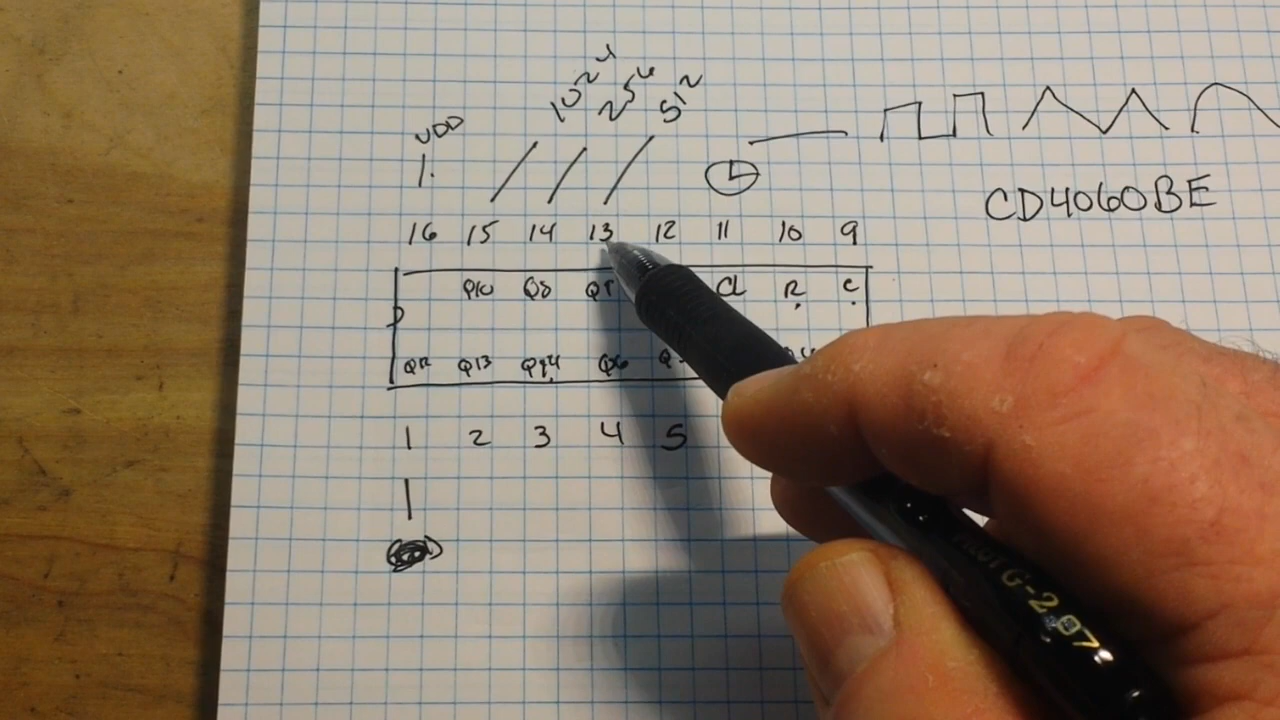 1024 256 512
VDD
CD4060BE
16 15 14 13 12 11 10 9
Q10 Q8 Q9 Cl R C
Q12 Q13 Q14 Q6
1 2 3 4 5
PILOT G-2 07